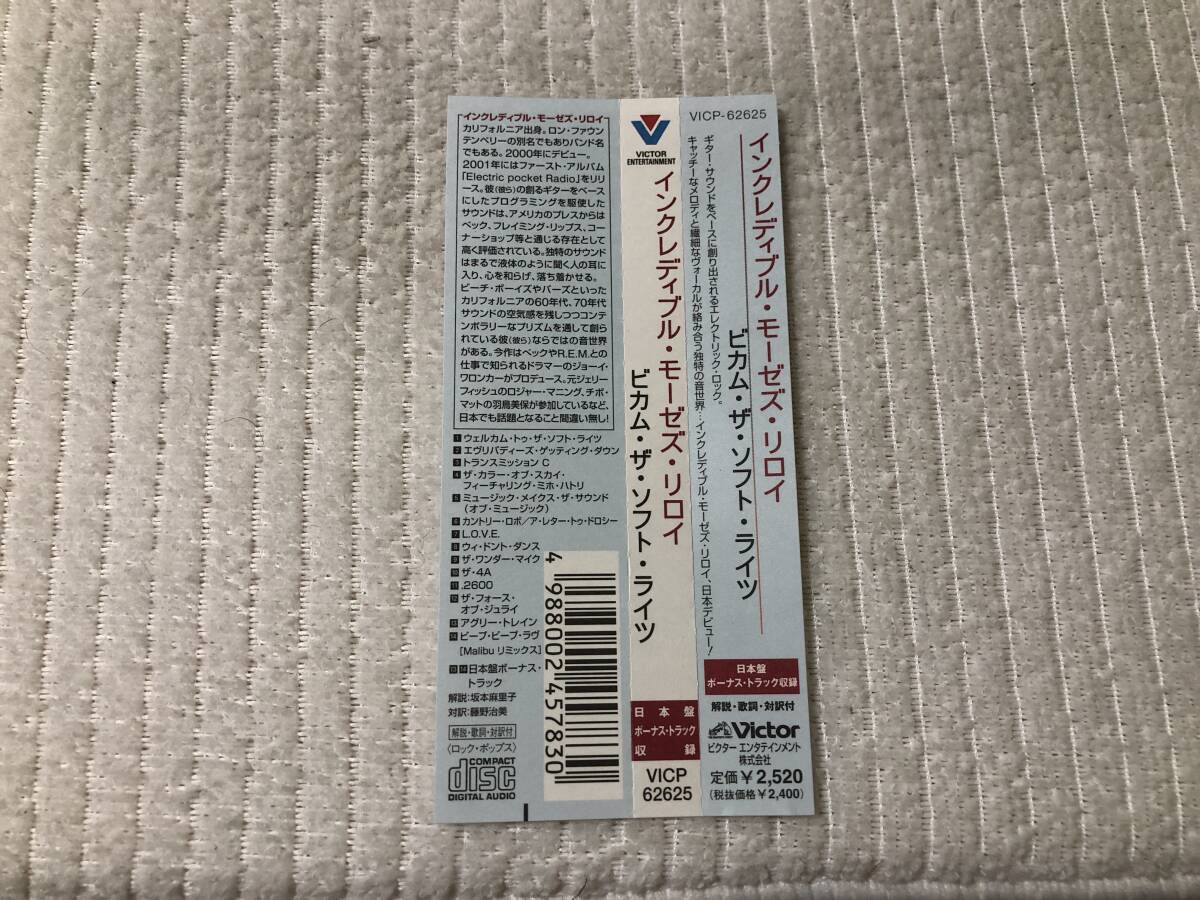 インクレディブル・モーゼズ・リロイ
カリフォルニア出身。ロン・ファウン
テンベリーの別名でもありバンド名
でもある。2000年にデビュー。
2001年にはファースト・アルバム
「Electric pocket Radio」をリリ
ース。彼(彼ら)の創るギターをベース
にしたプログラミングを駆使した
サウンドは、アメリカのプレスからは
ベック、フレイミング・リップス、コー
ナーショップ等と通じる存在として
高く評価されている。独特のサウンド
はまるで液体のように聞く人の耳に
入り、心を和らげ、落ち着かせる。
ビーチ・ボーイズやバーズといった
カリフォルニアの60年代、70年代
サウンドの空気感を残しつつコンテ
ンポラリーなプリズムを通して創ら
れている彼(彼ら)ならではの音世界
がある。今作はベックやR.E.M.との
仕事で知られるドラマーのジョーイ・
ワロンカーがプロデュース。元ジェリー
フィッシュのロジャー・マニング、チボ・
マットの羽鳥美保が参加しているなど、
日本でも話題となること間違い無し!
1 ウェルカム・トゥ・ザ・ソフト・ライツ
2 エヴリバディーズ・ゲッティング・ダウン
3 トランスミッション C
4 ザ・カラー・オブ・スカイ・
フィーチャリング・ミホ・ハトリ
5 ミュージック・メイクス・ザ・サウンド
(オブ・ミュージック)
6 カントリー・ロボ/ア・レター・トゥ・ドロシー
7 L.O.V.E.
8 ウィ・ドント・ダンス
9 ザ・ワンダー・マイク
10 ザ・4A
11 .2600
12 ザ・フォース・
オブ・ジュライ
13 アグリー・トレイン
14 ビープ・ビープ・ラヴ
[Malibu リミックス]
13 14 日本盤ボーナス・
トラック
解説:坂本麻里子
対訳:藤野治美
解説・歌詞・対訳付
〈ロック・ポップス〉
COMPACT
disc
DIGITAL AUDIO
4 988002 457830
VICTOR
ENTERTAINMENT
インクレディブル・モーゼズ・リロイ
ビカム・ザ・ソフト・ライツ
日本盤
ボーナス・トラック
収録
VICP
62625
VICP-62625
インクレディブル・モーゼズ・リロイ
ビカム・ザ・ソフト・ライツ
ギター・サウンドをベースに創り出されるエレクトリック・ロック。
キャッチーなメロディと繊細なヴォーカルが絡み合う独特の音世界…インクレディブル・モーゼズ・リロイ、日本デビュー!
日本盤
ボーナス・トラック収録
解説・歌詞・対訳付
Victor
ビクター エンタテインメント
株式会社
定価￥2,520
(税抜価格￥2,400)